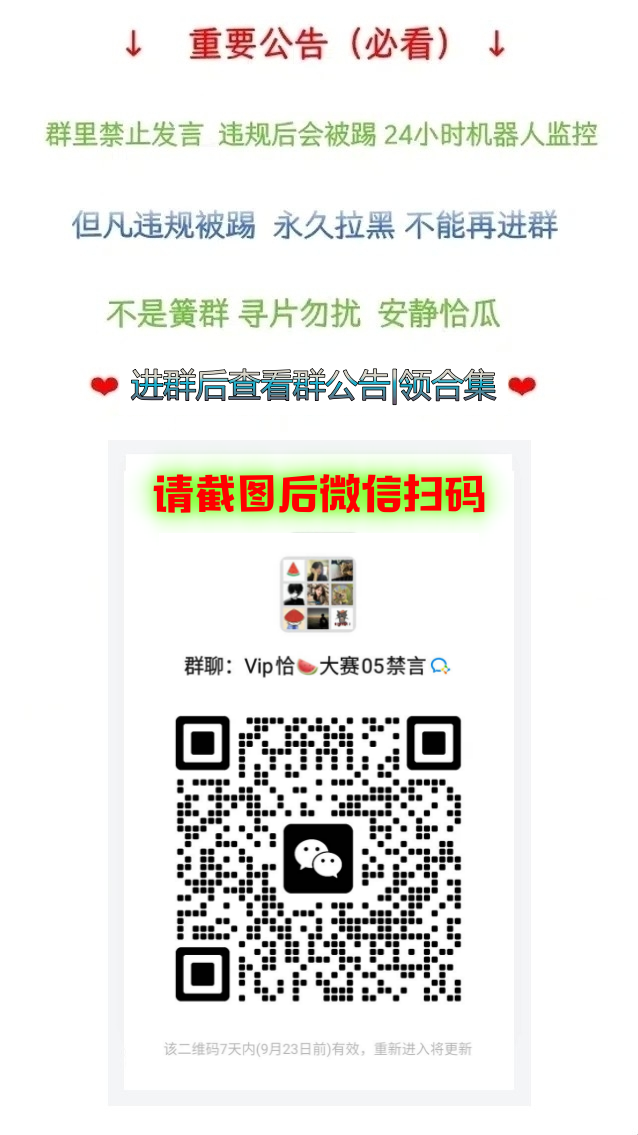 ↓ 重要公告（必看） ↓
群里禁止发言 违规后会被踢 24小时机器人监控
但凡违规被踢 永久拉黑 不能再进群
不是簧群 寻片勿扰 安静恰瓜
❤ 进群后查看群公告|领合集 ❤
请截图后微信扫码
群聊：Vip恰🍉大赛05禁言
该二维码7天内(9月23日前)有效，重新进入将更新